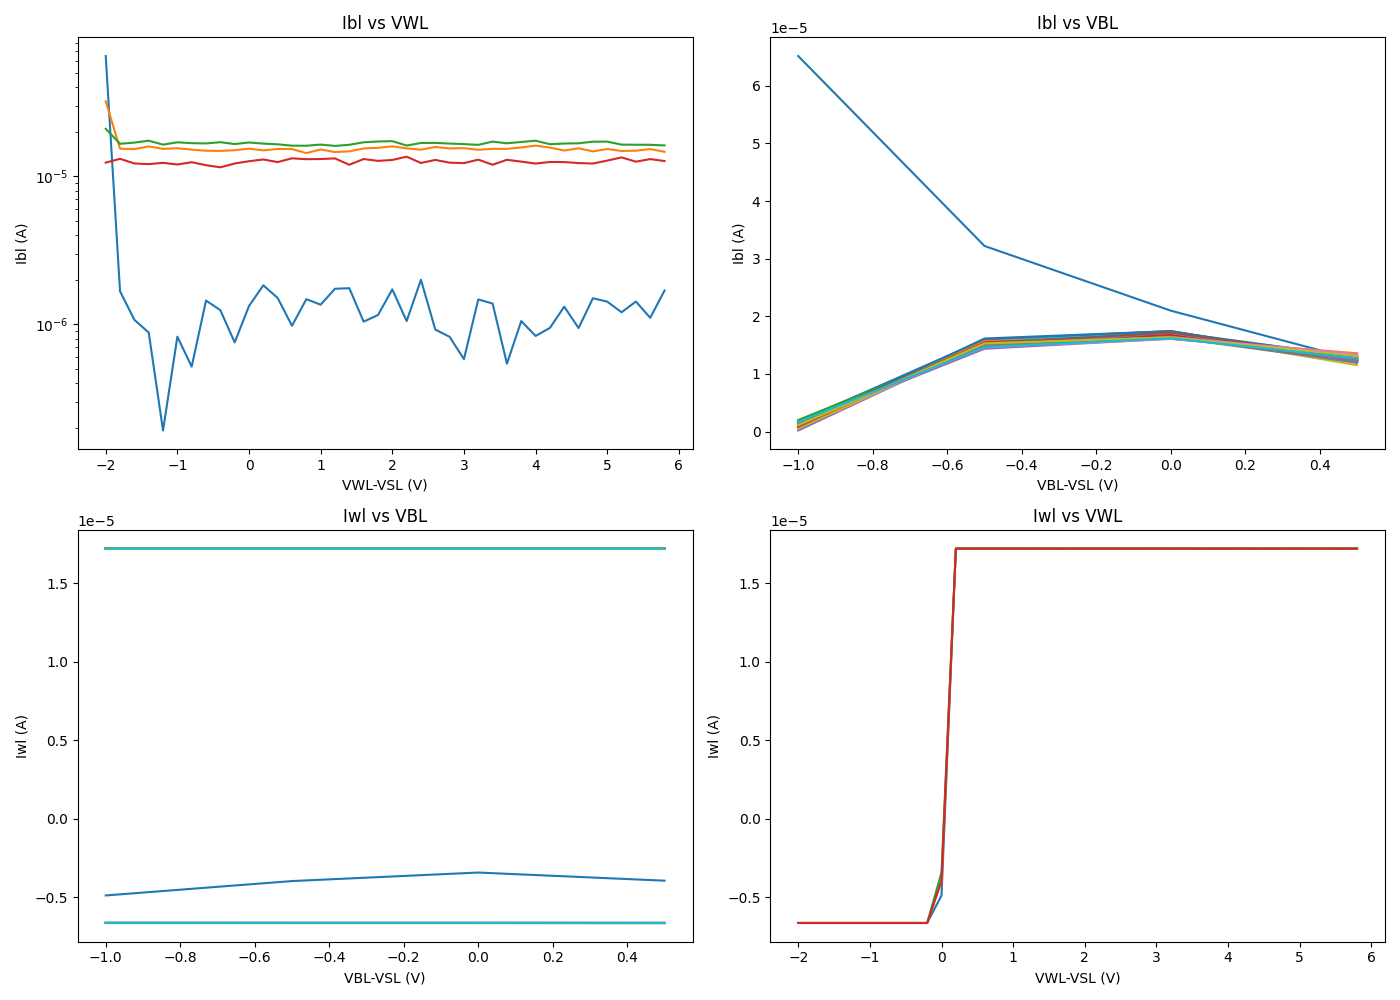 Ibl vs VWL
Ibl (A)
10−5
10−6
−2 −1 0 1 2 3 4 5 6
VWL-VSL (V)
Ibl vs VBL
1e−5
Ibl (A)
6
5
4
3
2
1
0
−1.0 −0.8 −0.6 −0.4 −0.2 0.0 0.2 0.4
VBL-VSL (V)
Iwl vs VBL
1e−5
Iwl (A)
1.5
1.0
0.5
0.0
−0.5
−1.0 −0.8 −0.6 −0.4 −0.2 0.0 0.2 0.4
VBL-VSL (V)
Iwl vs VWL
1e−5
Iwl (A)
1.5
1.0
0.5
0.0
−0.5
−2 −1 0 1 2 3 4 5 6
VWL-VSL (V)